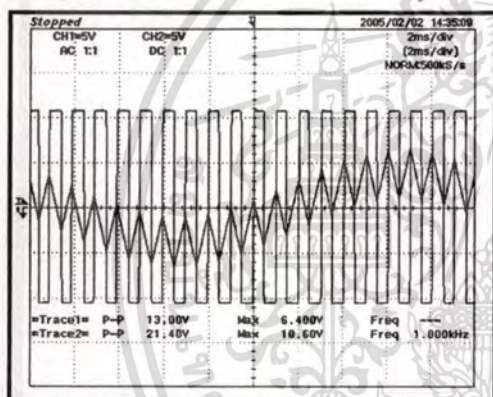 Stopped 2005/02/02 14:35:09
CH1=5V CH2=5V 2ms/div
AC 1:1 DC 1:1 (2ms/div)
NORM:500kS/s
=Trace1= P-P 13.00V Max 6.400V Freq ---
=Trace2= P-P 21.40V Max 10.60V Freq 1.000kHz